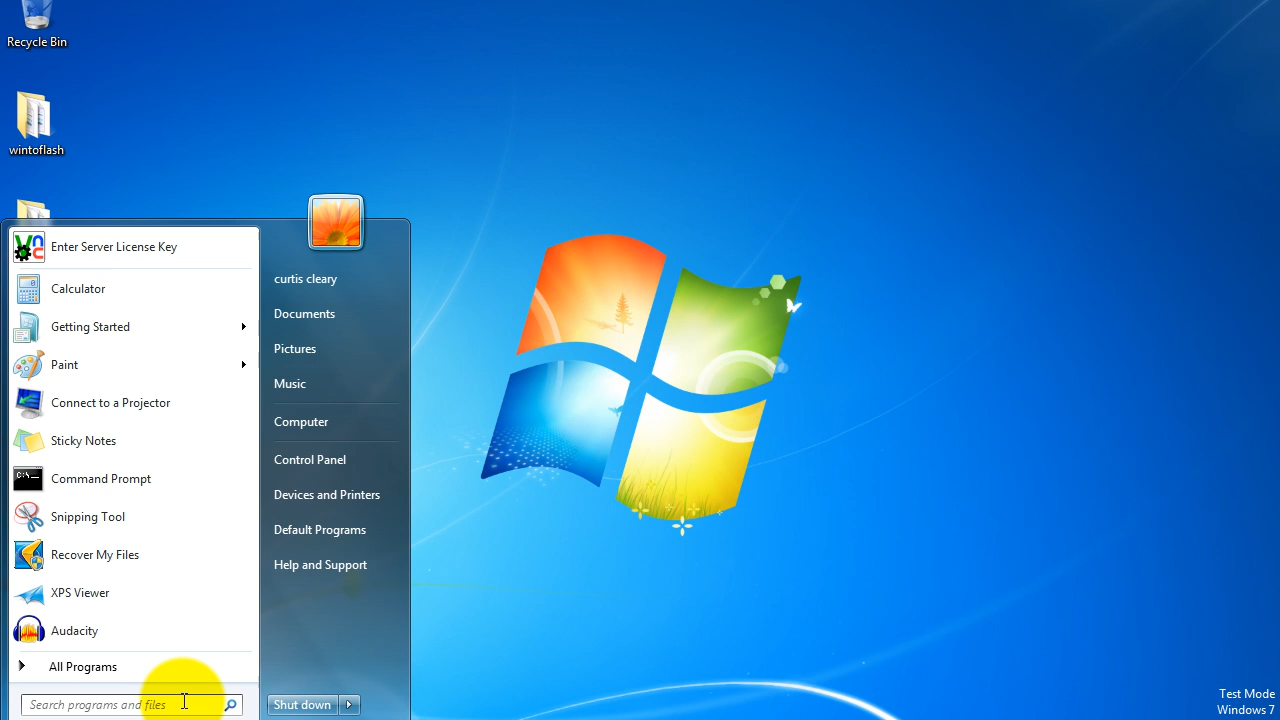 Recycle Bin
wintoflash
Enter Server License Key
Calculator
Getting Started
Paint
Connect to a Projector
Sticky Notes
Command Prompt
Snipping Tool
Recover My Files
XPS Viewer
Audacity
All Programs
Search programs and files
curtis cleary
Documents
Pictures
Music
Computer
Control Panel
Devices and Printers
Default Programs
Help and Support
Shut down
Test Mode
Windows 7